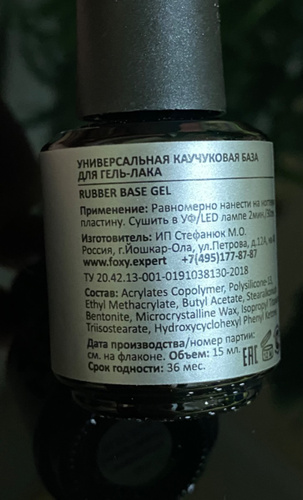 УНИВЕРСАЛЬНАЯ КАУЧУКОВАЯ БАЗА
ДЛЯ ГЕЛЬ-ЛАКА
RUBBER BASE GEL
Применение: Равномерно нанести на
пластину. Сушить в УФ/LED лампе 2мин,
Изготовитель: ИП Стефанюк М.О.
Россия, г.Йошкар-Ола, ул.Петрова, д.12А,
www.foxy.expert +7(495)177-87-87
ТУ 20.42.13-001-0191038130-2018
Состав: Acrylates Copolymer, Polysilicone-
Ethyl Methacrylate, Butyl Acetate,
Bentonite, Microcrystalline Wax, Isopropyl
Triisostearate, Hydroxycyclohexyl Phenyl
Дата производства/номер партии:
см. на флаконе. Объем: 15 мл.
Срок годности: 36 мес.
EAC